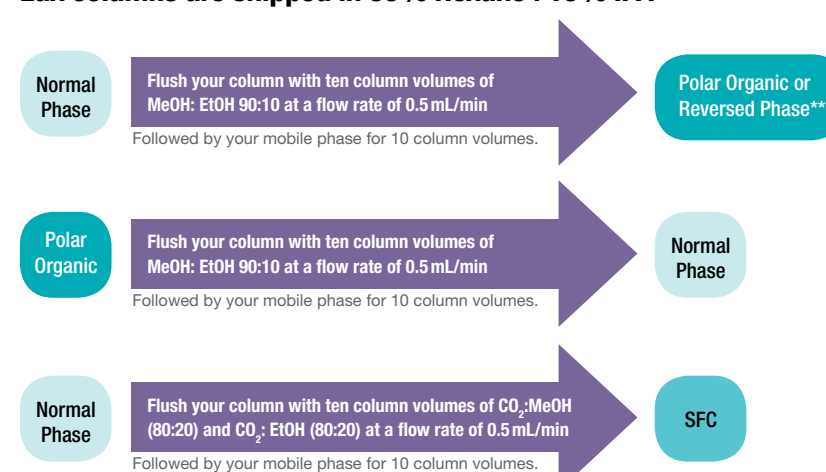 Normal
Phase
Flush your column with ten column volumes of
MeOH: EtOH 90:10 at a flow rate of 0.5 mL/min
Followed by your mobile phase for 10 column volumes.
Polar Organic or
Reversed Phase**
Polar
Organic
Flush your column with ten column volumes of
MeOH: EtOH 90:10 at a flow rate of 0.5 mL/min
Followed by your mobile phase for 10 column volumes.
Normal
Phase
Normal
Phase
Flush your column with ten column volumes of CO₂:MeOH
(80:20) and CO₂: EtOH (80:20) at a flow rate of 0.5 mL/min
Followed by your mobile phase for 10 column volumes.
SFC